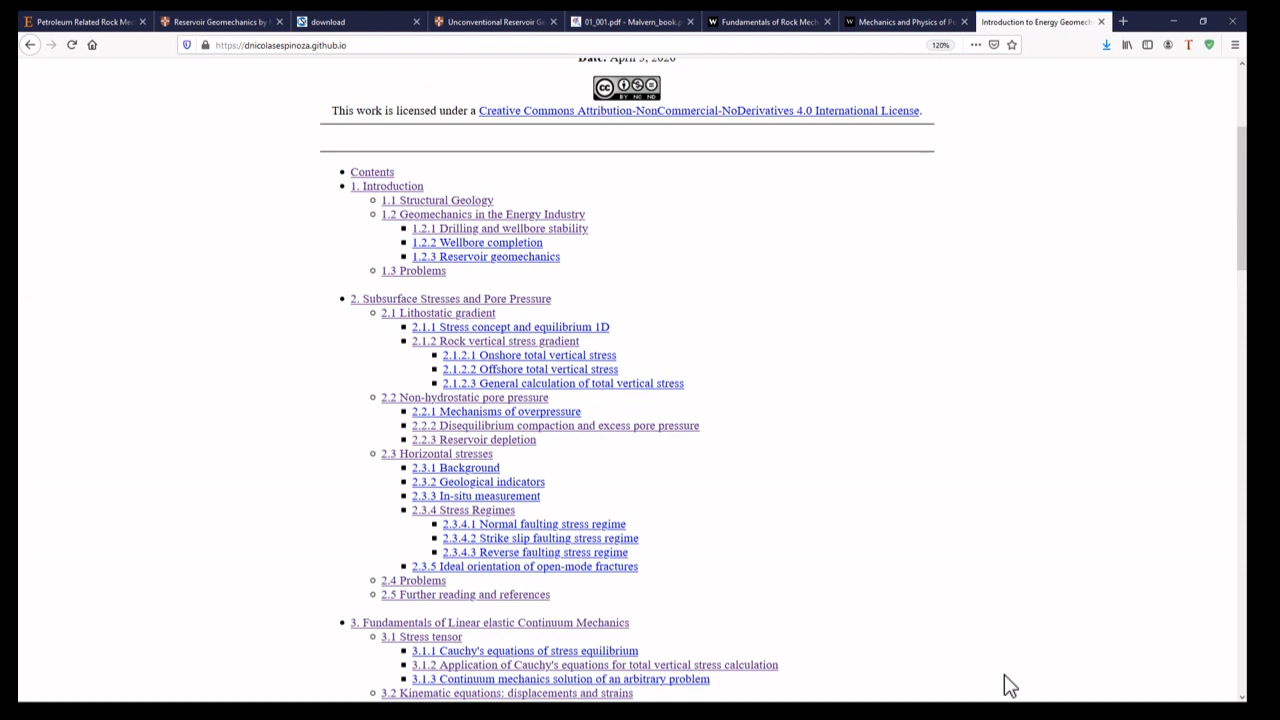 Petroleum Related Rock Me
Reservoir Geomechanics by
download
Unconventional Reservoir Ge
01_001.pdf - Malvern_book.p
Fundamentals of Rock Mech
Mechanics and Physics of Po
Introduction to Energy Geomech
https://dnicolasespinoza.github.io
120%
Date: April 5, 2020
CC BY NC ND
This work is licensed under a Creative Commons Attribution-NonCommercial-NoDerivatives 4.0 International License.
Contents
1. Introduction
1.1 Structural Geology
1.2 Geomechanics in the Energy Industry
1.2.1 Drilling and wellbore stability
1.2.2 Wellbore completion
1.2.3 Reservoir geomechanics
1.3 Problems
2. Subsurface Stresses and Pore Pressure
2.1 Lithostatic gradient
2.1.1 Stress concept and equilibrium 1D
2.1.2 Rock vertical stress gradient
2.1.2.1 Onshore total vertical stress
2.1.2.2 Offshore total vertical stress
2.1.2.3 General calculation of total vertical stress
2.2 Non-hydrostatic pore pressure
2.2.1 Mechanisms of overpressure
2.2.2 Disequilibrium compaction and excess pore pressure
2.2.3 Reservoir depletion
2.3 Horizontal stresses
2.3.1 Background
2.3.2 Geological indicators
2.3.3 In-situ measurement
2.3.4 Stress Regimes
2.3.4.1 Normal faulting stress regime
2.3.4.2 Strike slip faulting stress regime
2.3.4.3 Reverse faulting stress regime
2.3.5 Ideal orientation of open-mode fractures
2.4 Problems
2.5 Further reading and references
3. Fundamentals of Linear elastic Continuum Mechanics
3.1 Stress tensor
3.1.1 Cauchy's equations of stress equilibrium
3.1.2 Application of Cauchy's equations for total vertical stress calculation
3.1.3 Continuum mechanics solution of an arbitrary problem
3.2 Kinematic equations: displacements and strains